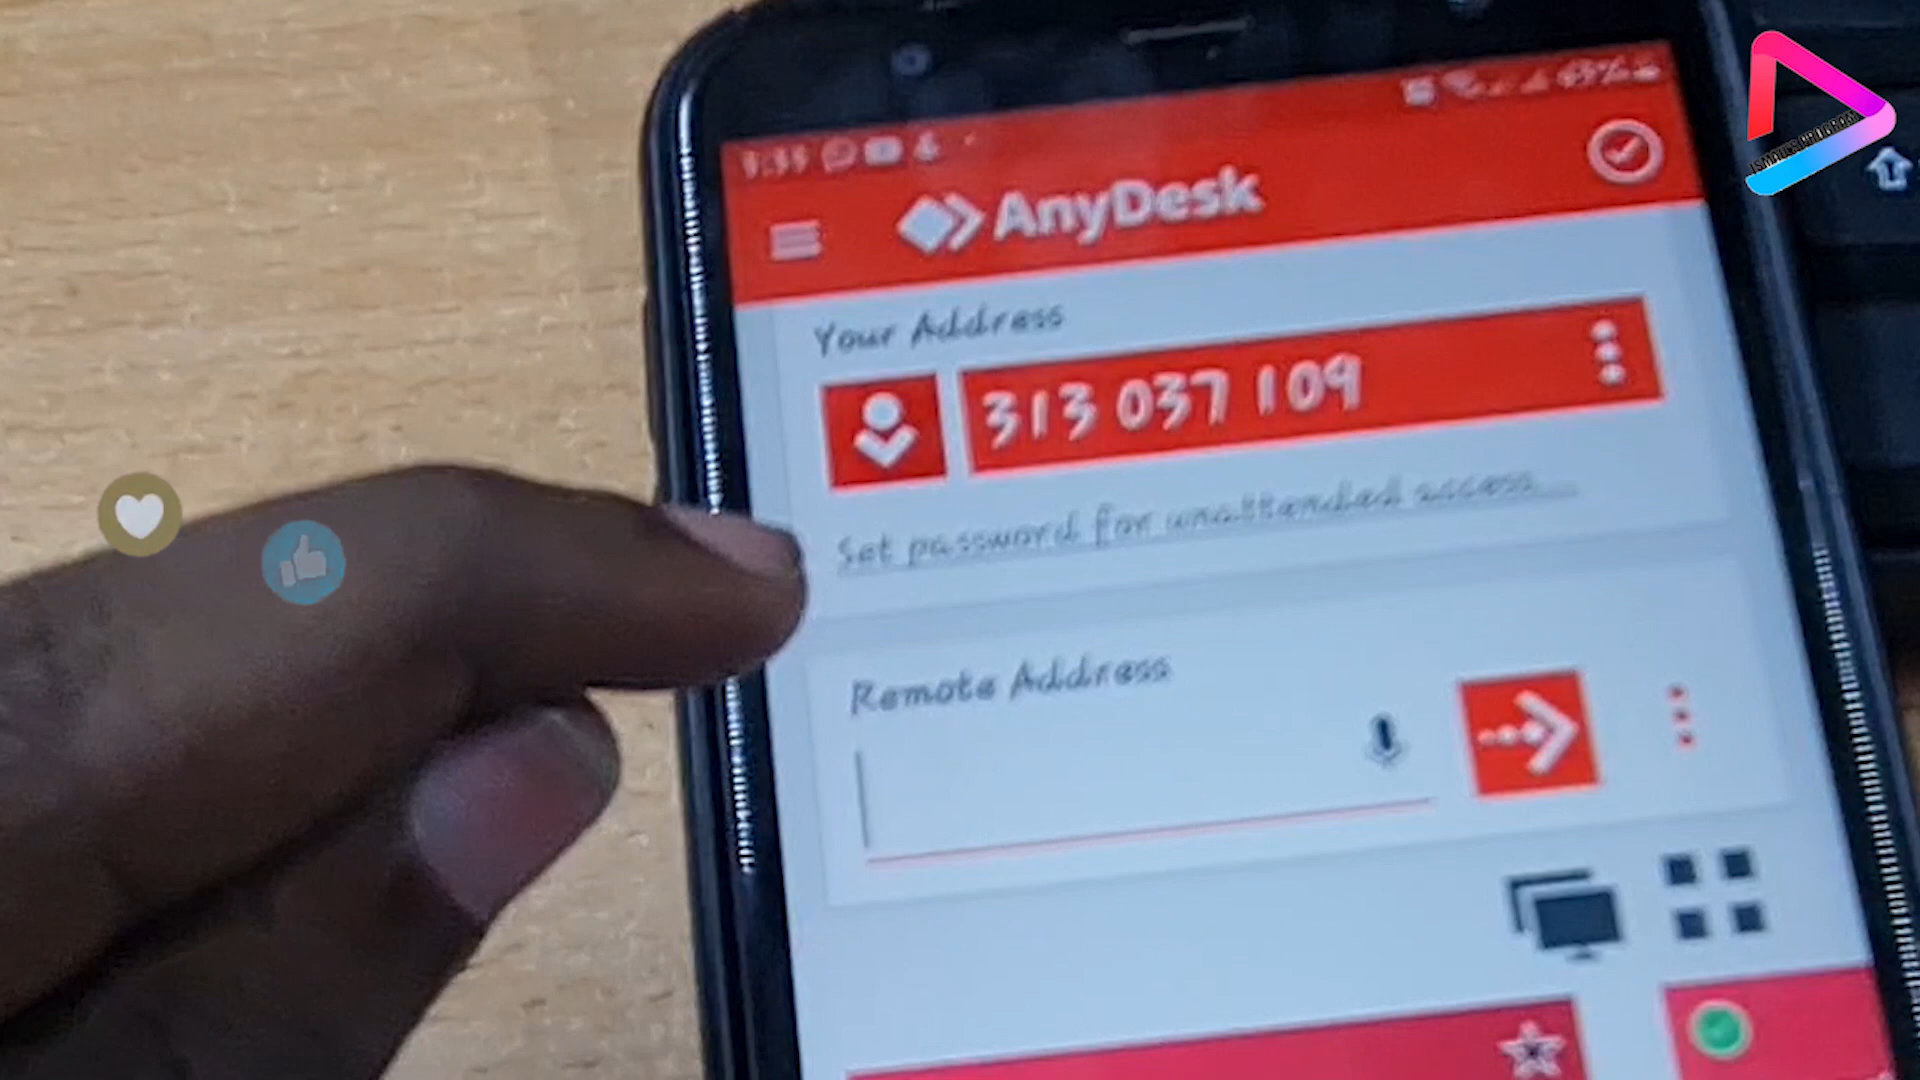 AnyDesk
Your Address
313 037 109
Set password for unattended access...
Remote Address